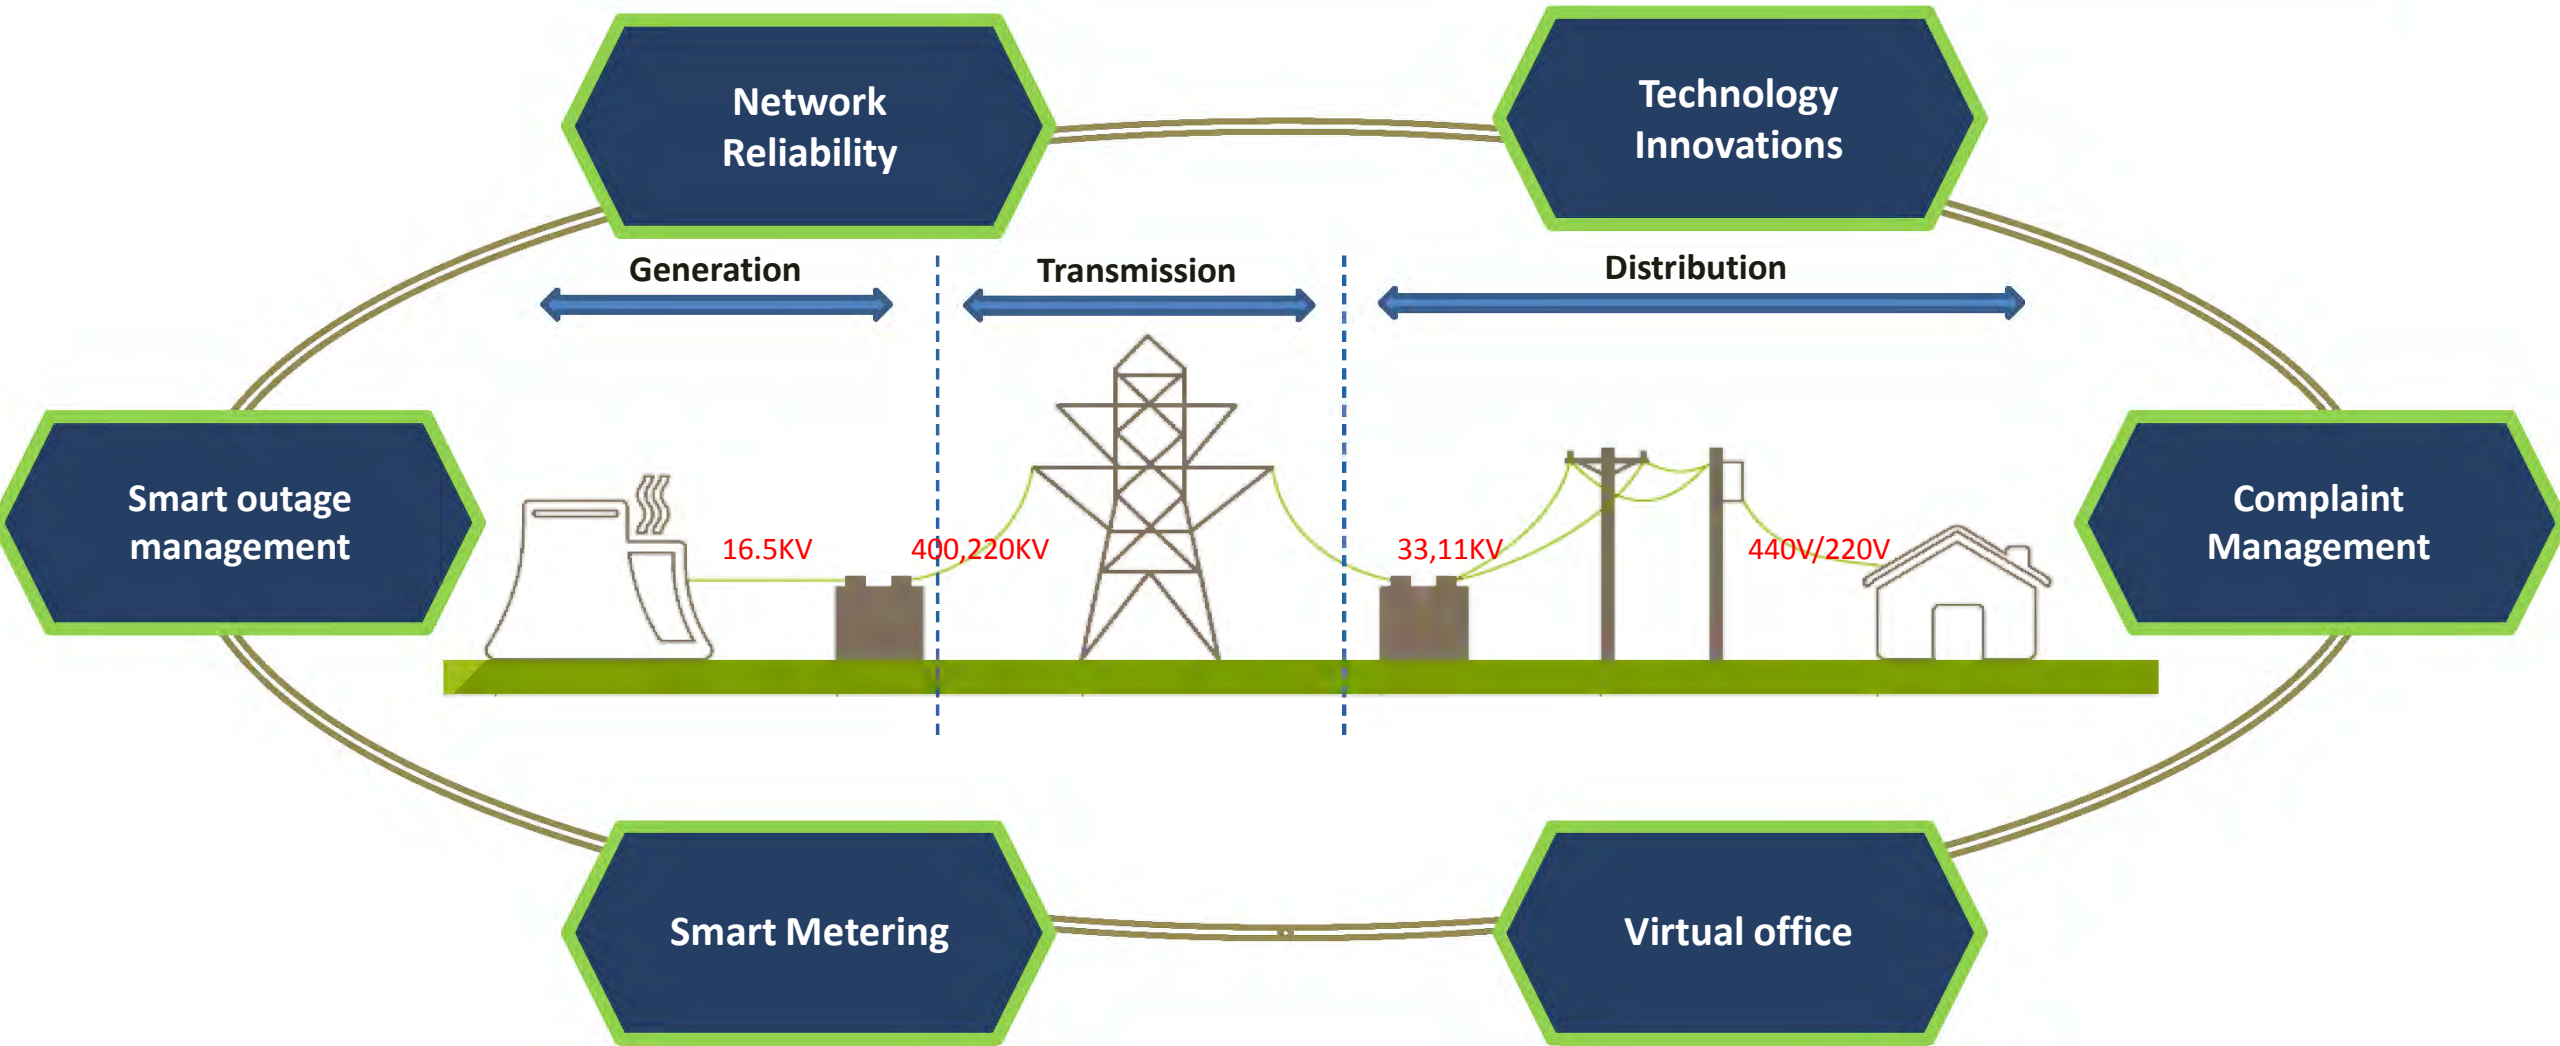 Network
Reliability
Technology
Innovations
Generation
Transmission
Distribution
Smart outage
management
16.5KV
400,220KV
33,11KV
440V/220V
Complaint
Management
Smart Metering
Virtual office